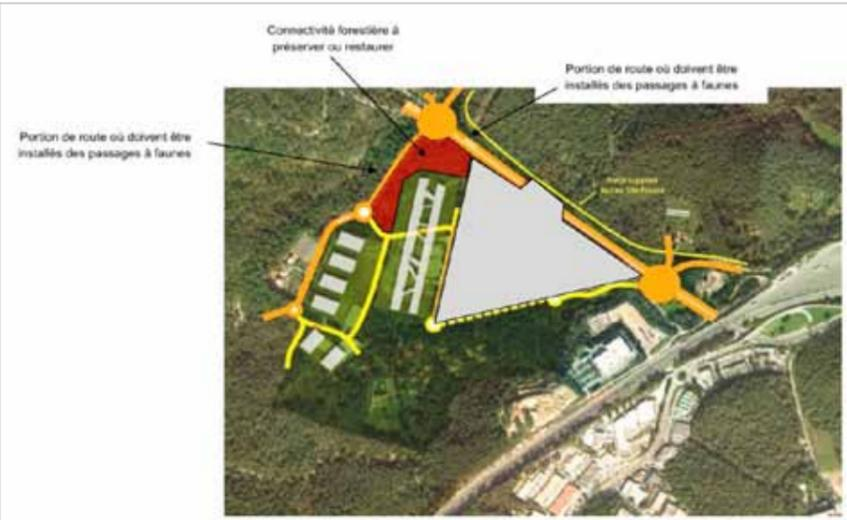 Connectivité forestière à
préserver ou restaurer
Portion de route où doivent être
installés des passages à faunes
Portion de route où doivent être
installés des passages à faunes